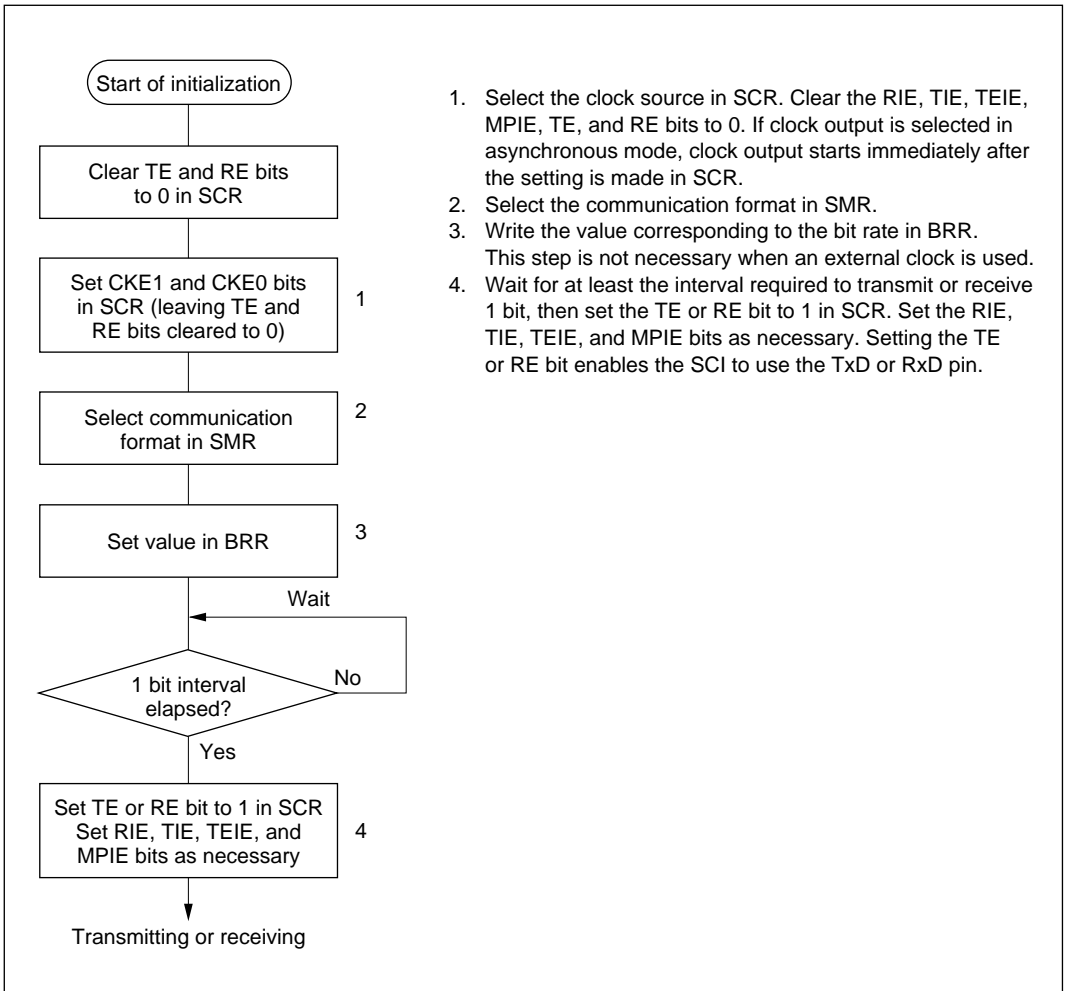 Start of initialization
Clear TE and RE bits
to 0 in SCR
Set CKE1 and CKE0 bits
in SCR (leaving TE and
RE bits cleared to 0)
1
Select communication
format in SMR
2
Set value in BRR
3
Wait
1 bit interval
elapsed?
No
Yes
Set TE or RE bit to 1 in SCR
Set RIE, TIE, TEIE, and
MPIE bits as necessary
4
Transmitting or receiving
1. Select the clock source in SCR. Clear the RIE, TIE, TEIE,
MPIE, TE, and RE bits to 0. If clock output is selected in
asynchronous mode, clock output starts immediately after
the setting is made in SCR.
2. Select the communication format in SMR.
3. Write the value corresponding to the bit rate in BRR.
This step is not necessary when an external clock is used.
4. Wait for at least the interval required to transmit or receive
1 bit, then set the TE or RE bit to 1 in SCR. Set the RIE,
TIE, TEIE, and MPIE bits as necessary. Setting the TE
or RE bit enables the SCI to use the TxD or RxD pin.